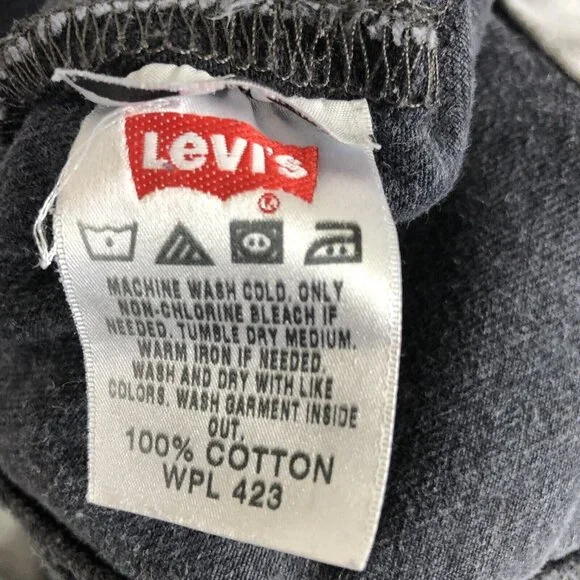 Levi's
®
MACHINE WASH COLD. ONLY
NON-CHLORINE BLEACH IF
NEEDED. TUMBLE DRY MEDIUM.
WARM IRON IF NEEDED.
WASH AND DRY WITH LIKE
COLORS. WASH GARMENT INSIDE
OUT.
100% COTTON
WPL 423